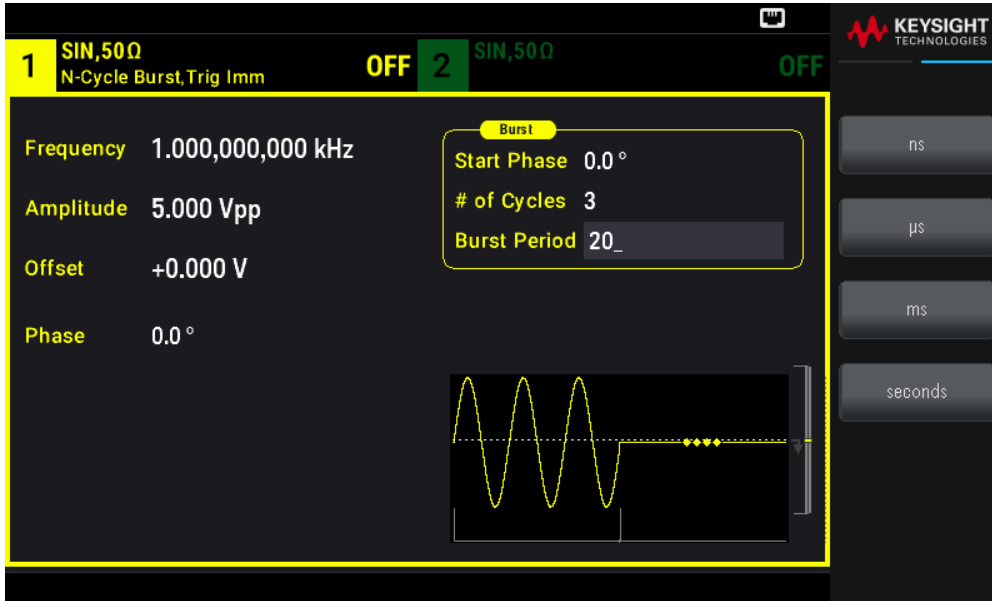 KEYSIGHT
TECHNOLOGIES
1
SIN,50Ω
N-Cycle Burst,Trig Imm
OFF
2
SIN,50Ω
OFF
Frequency 1.000,000,000 kHz
Amplitude 5.000 Vpp
Offset +0.000 V
Phase 0.0 °
Burst
Start Phase 0.0 °
# of Cycles 3
Burst Period 20_
ns
µs
ms
seconds